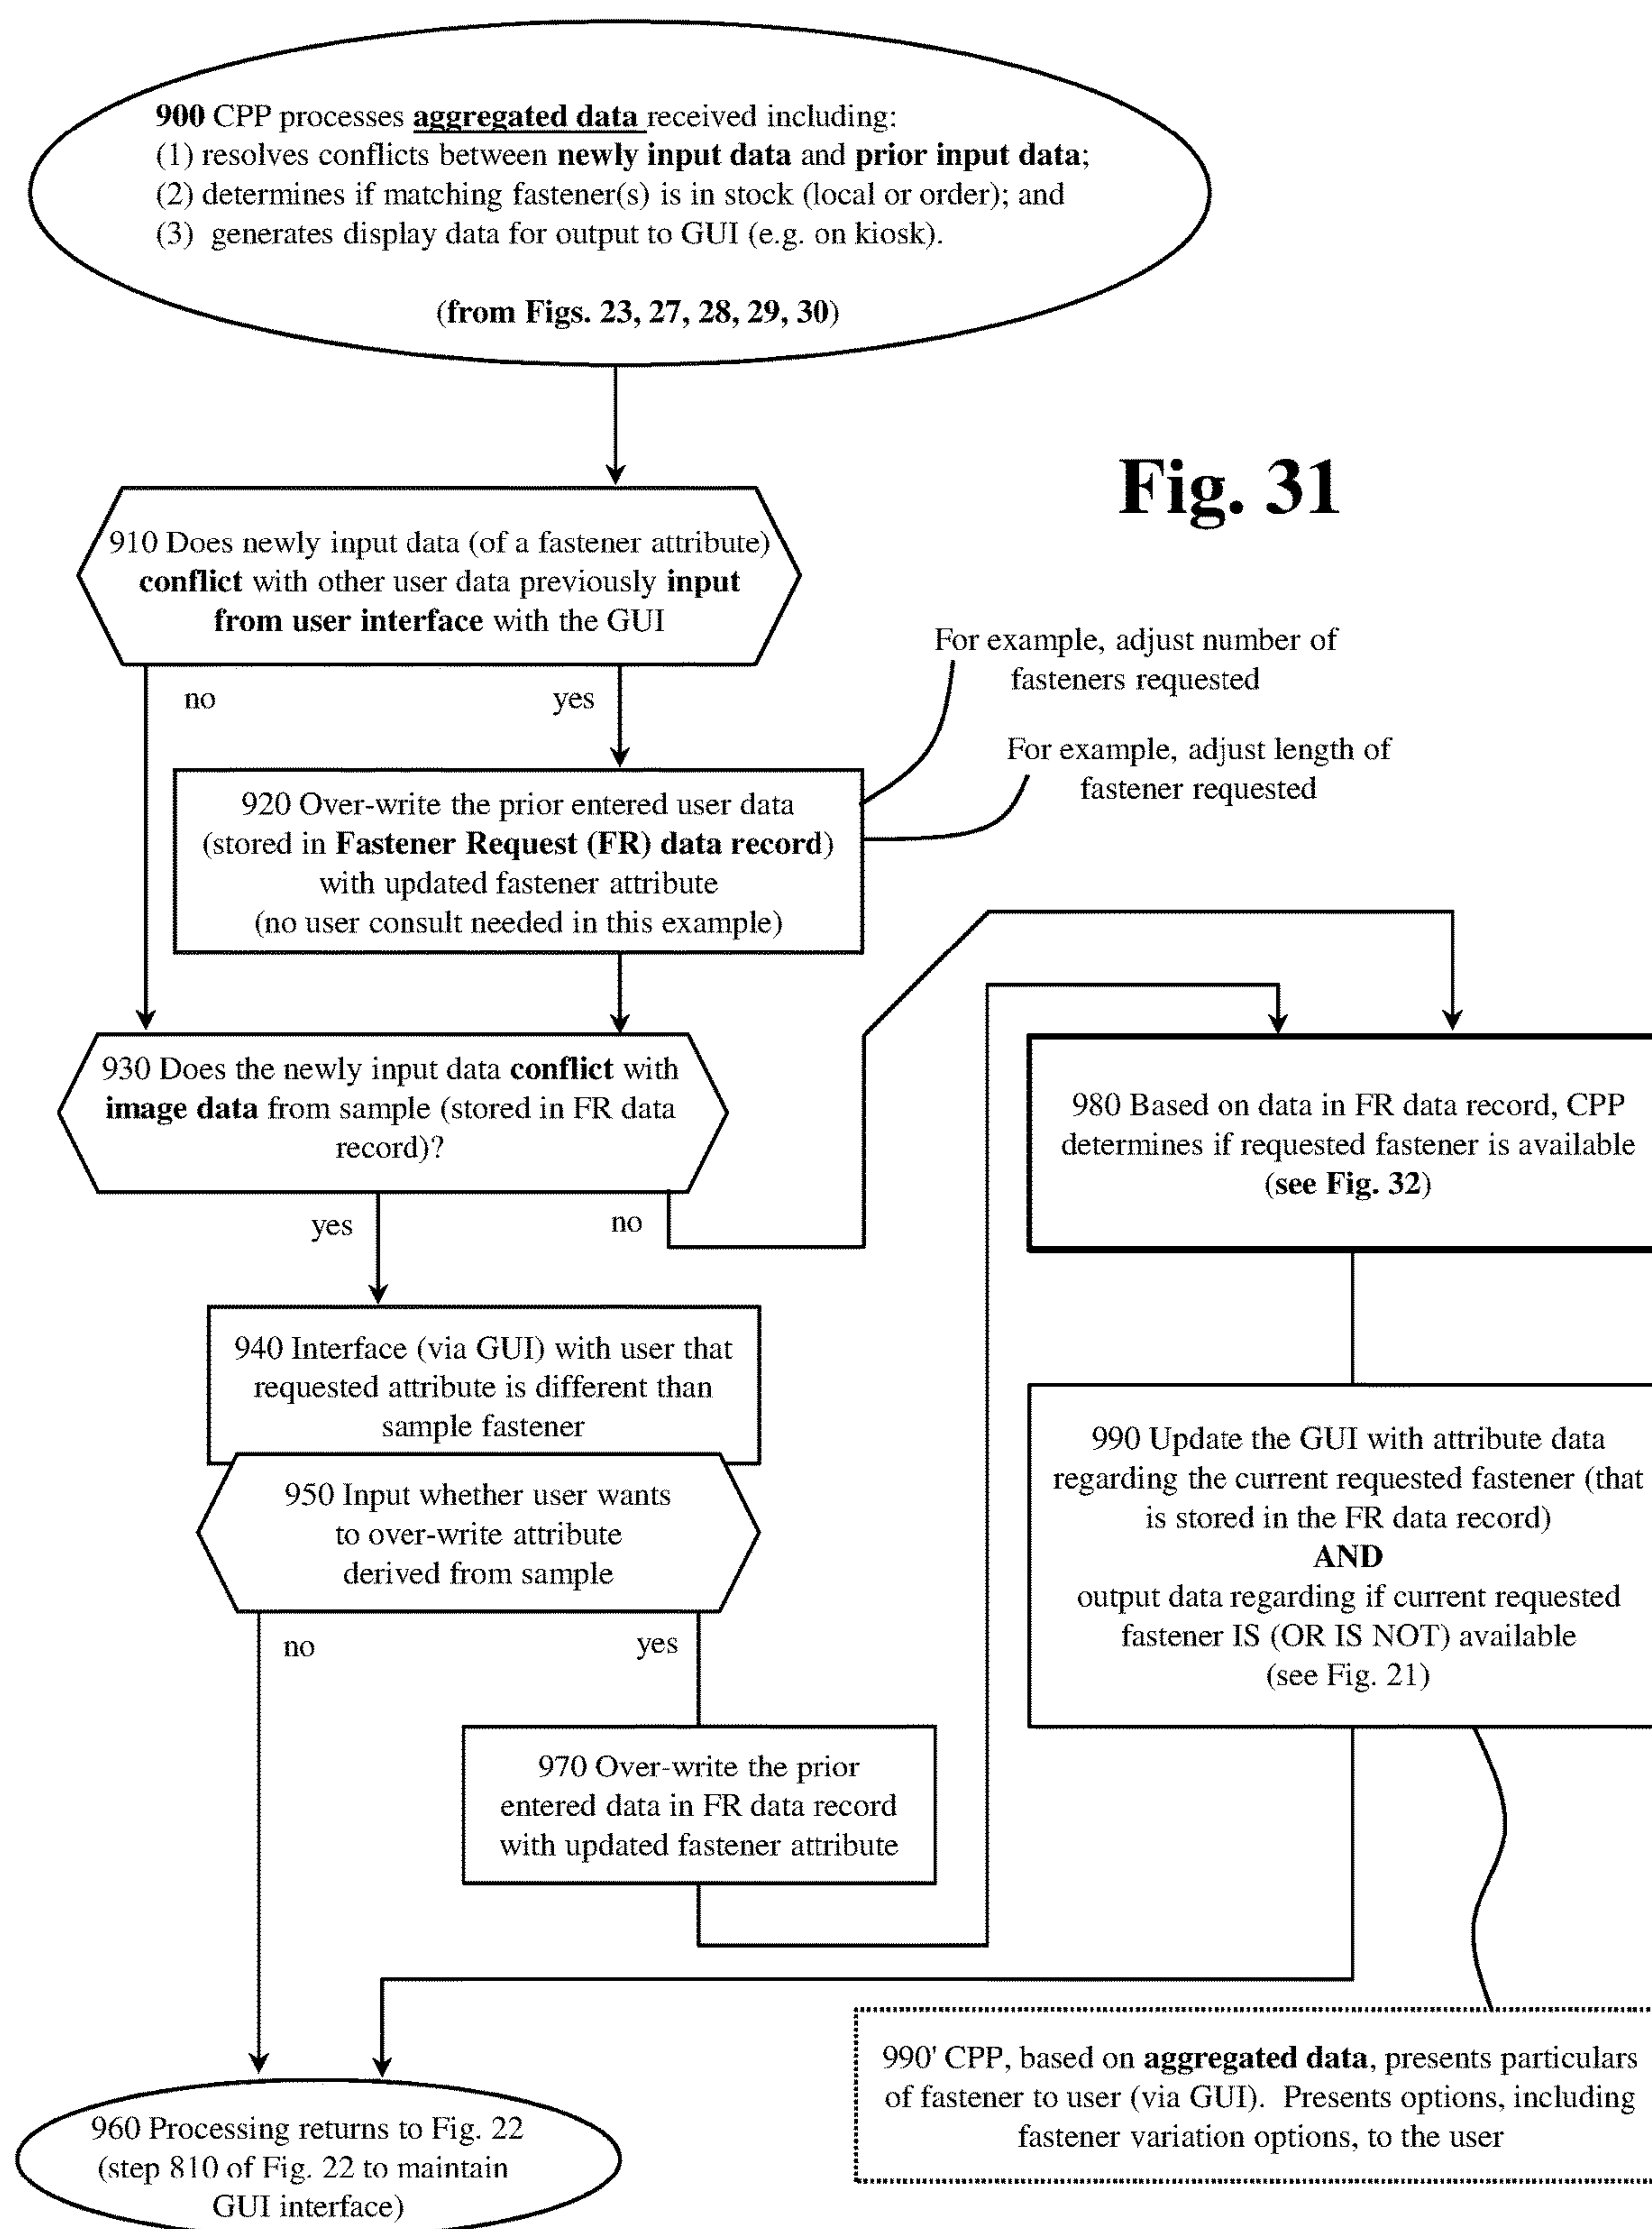 900 CPP processes aggregated data received including:
(1) resolves conflicts between newly input data and prior input data;
(2) determines if matching fastener(s) is in stock (local or order); and
(3) generates display data for output to GUI (e.g. on kiosk).
(from Figs. 23, 27, 28, 29, 30)
Fig. 31
910 Does newly input data (of a fastener attribute)
conflict with other user data previously input
from user interface with the GUI
no
yes
For example, adjust number of
fasteners requested
For example, adjust length of
fastener requested
920 Over-write the prior entered user data
(stored in Fastener Request (FR) data record)
with updated fastener attribute
(no user consult needed in this example)
930 Does the newly input data conflict with
image data from sample (stored in FR data
record)?
yes
no
980 Based on data in FR data record, CPP
determines if requested fastener is available
(see Fig. 32)
940 Interface (via GUI) with user that
requested attribute is different than
sample fastener
950 Input whether user wants
to over-write attribute
derived from sample
no
yes
990 Update the GUI with attribute data
regarding the current requested fastener (that
is stored in the FR data record)
AND
output data regarding if current requested
fastener IS (OR IS NOT) available
(see Fig. 21)
970 Over-write the prior
entered data in FR data record
with updated fastener attribute
990' CPP, based on aggregated data, presents particulars
of fastener to user (via GUI). Presents options, including
fastener variation options, to the user
960 Processing returns to Fig. 22
(step 810 of Fig. 22 to maintain
GUI interface)